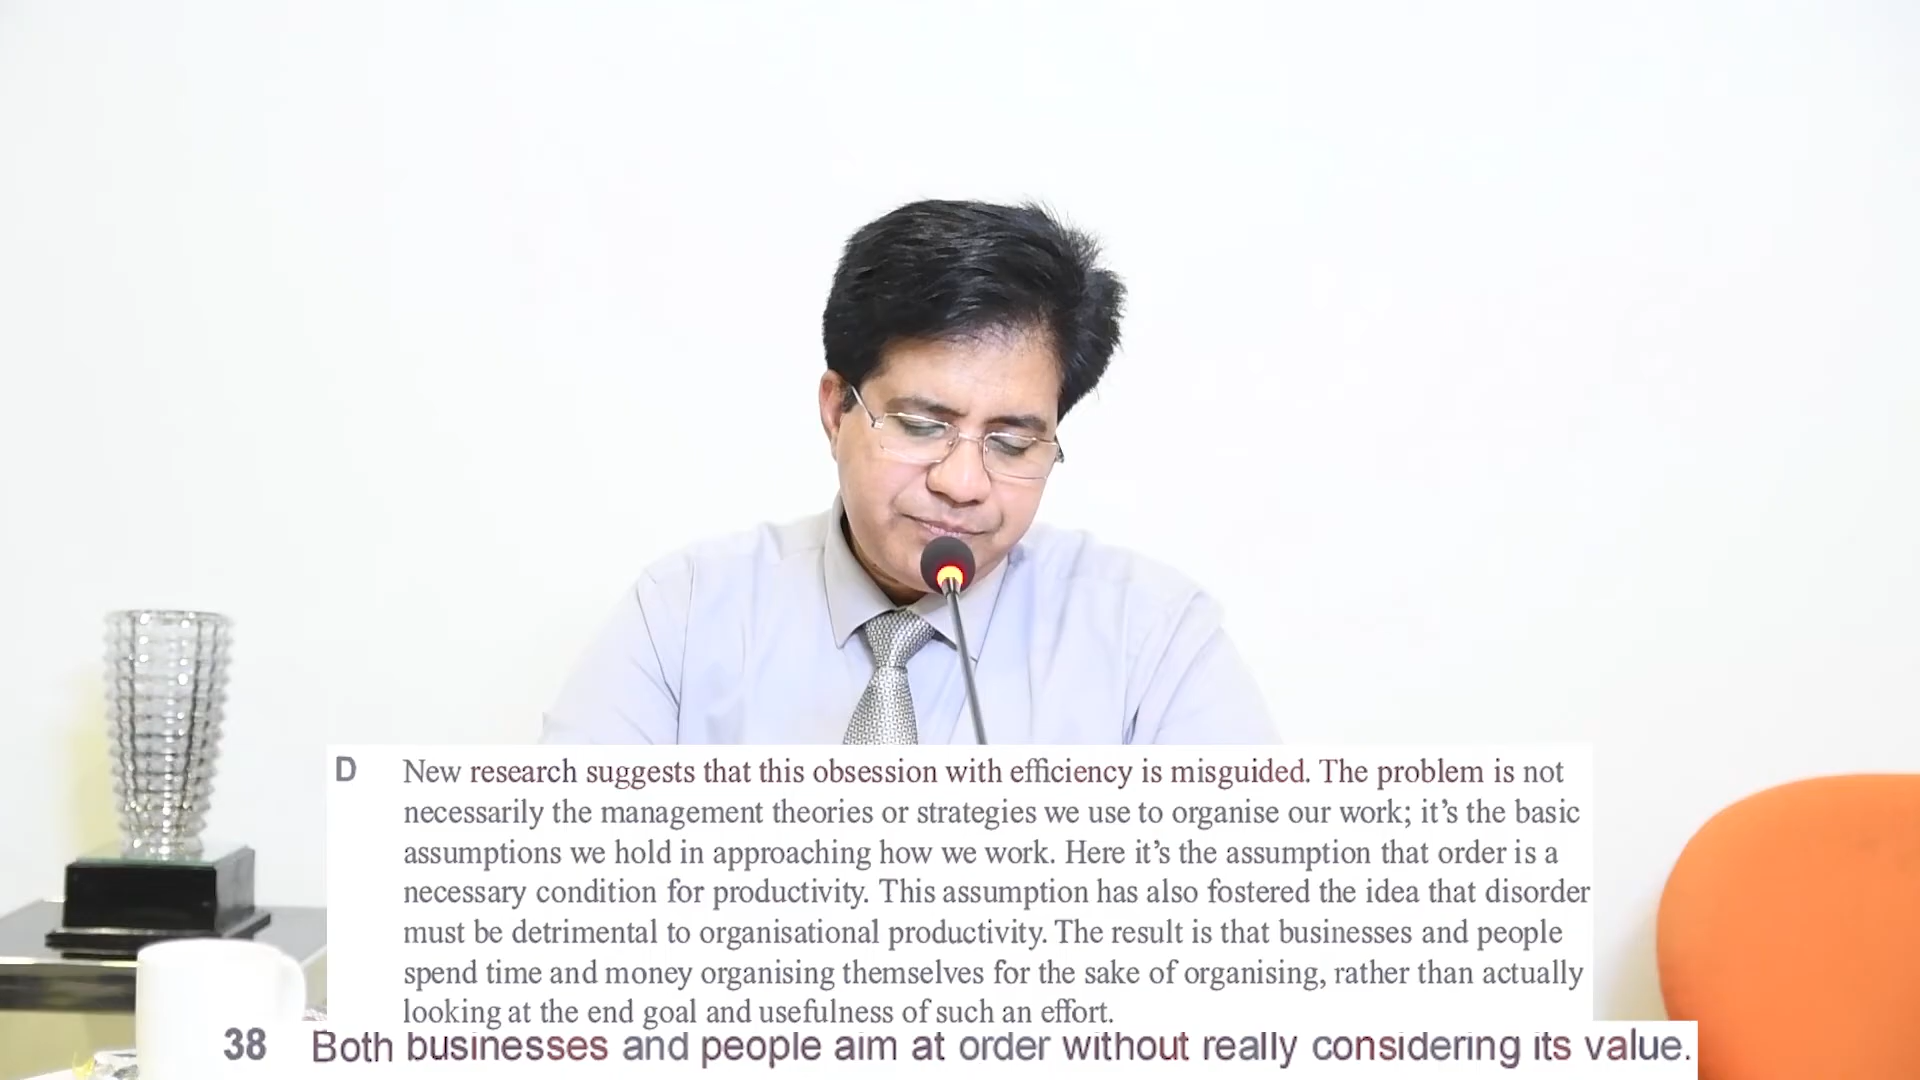 D New research suggests that this obsession with efficiency is misguided. The problem is not
necessarily the management theories or strategies we use to organise our work; it's the basic
assumptions we hold in approaching how we work. Here it's the assumption that order is a
necessary condition for productivity. This assumption has also fostered the idea that disorder
must be detrimental to organisational productivity. The result is that businesses and people
spend time and money organising themselves for the sake of organising, rather than actually
looking at the end goal and usefulness of such an effort.
38 Both businesses and people aim at order without really considering its value.